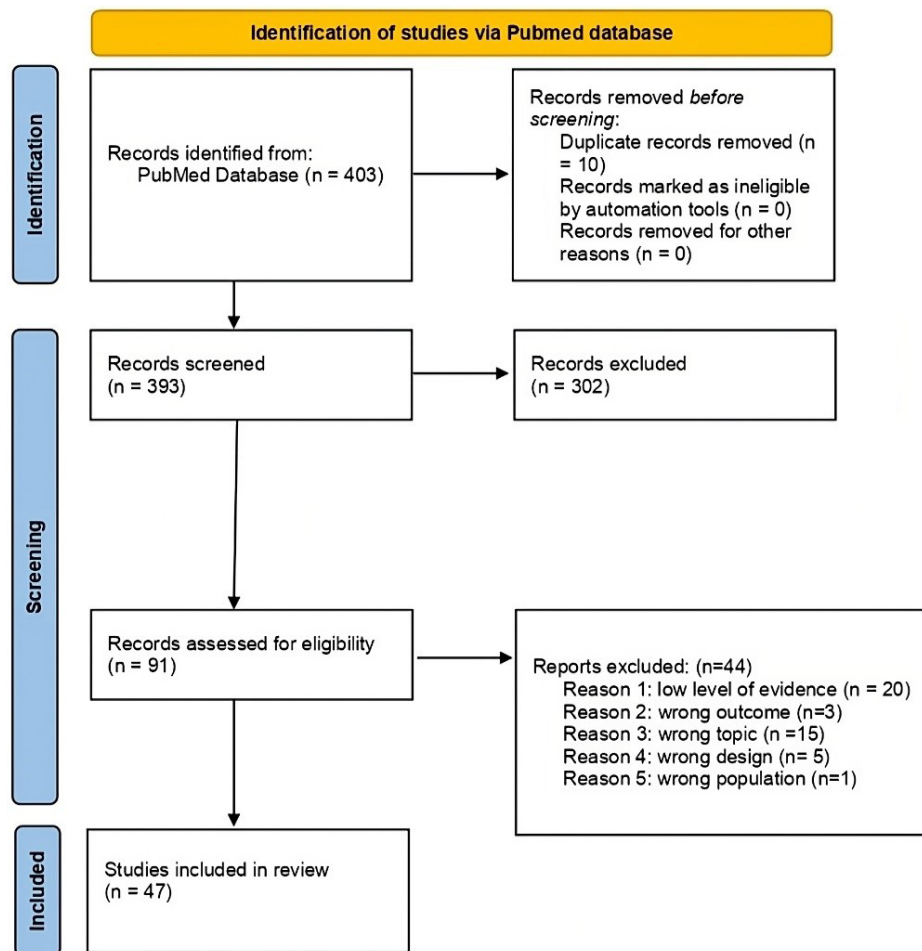 Identification of studies via Pubmed database
Identification
Records identified from:
PubMed Database (n = 403)
Records removed before
screening:
Duplicate records removed (n
= 10)
Records marked as ineligible
by automation tools (n = 0)
Records removed for other
reasons (n = 0)
Screening
Records screened
(n = 393)
Records excluded
(n = 302)
Records assessed for eligibility
(n = 91)
Reports excluded: (n=44)
Reason 1: low level of evidence (n = 20)
Reason 2: wrong outcome (n=3)
Reason 3: wrong topic (n =15)
Reason 4: wrong design (n= 5)
Reason 5: wrong population (n=1)
Included
Studies included in review
(n = 47)